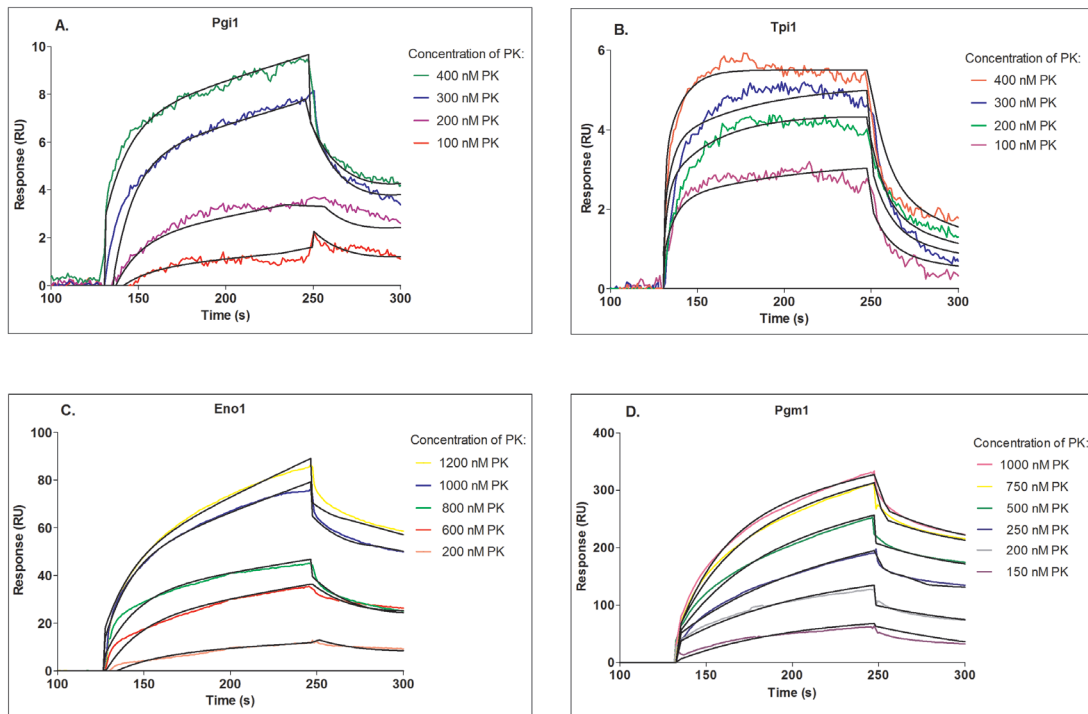 A.
Pgi1
Response (RU)
10
8
6
4
2
0
100
150
200
250
300
Time (s)
Concentration of PK:
400 nM PK
300 nM PK
200 nM PK
100 nM PK
B.
Tpi1
Response (RU)
6
4
2
0
100
150
200
250
300
Time (s)
Concentration of PK:
400 nM PK
300 nM PK
200 nM PK
100 nM PK
C.
Eno1
Response (RU)
100
80
60
40
20
0
100
150
200
250
300
Time (s)
Concentration of PK:
1200 nM PK
1000 nM PK
800 nM PK
600 nM PK
200 nM PK
D.
Pgm1
Response (RU)
400
300
200
100
0
100
150
200
250
300
Time (s)
Concentration of PK:
1000 nM PK
750 nM PK
500 nM PK
250 nM PK
200 nM PK
150 nM PK